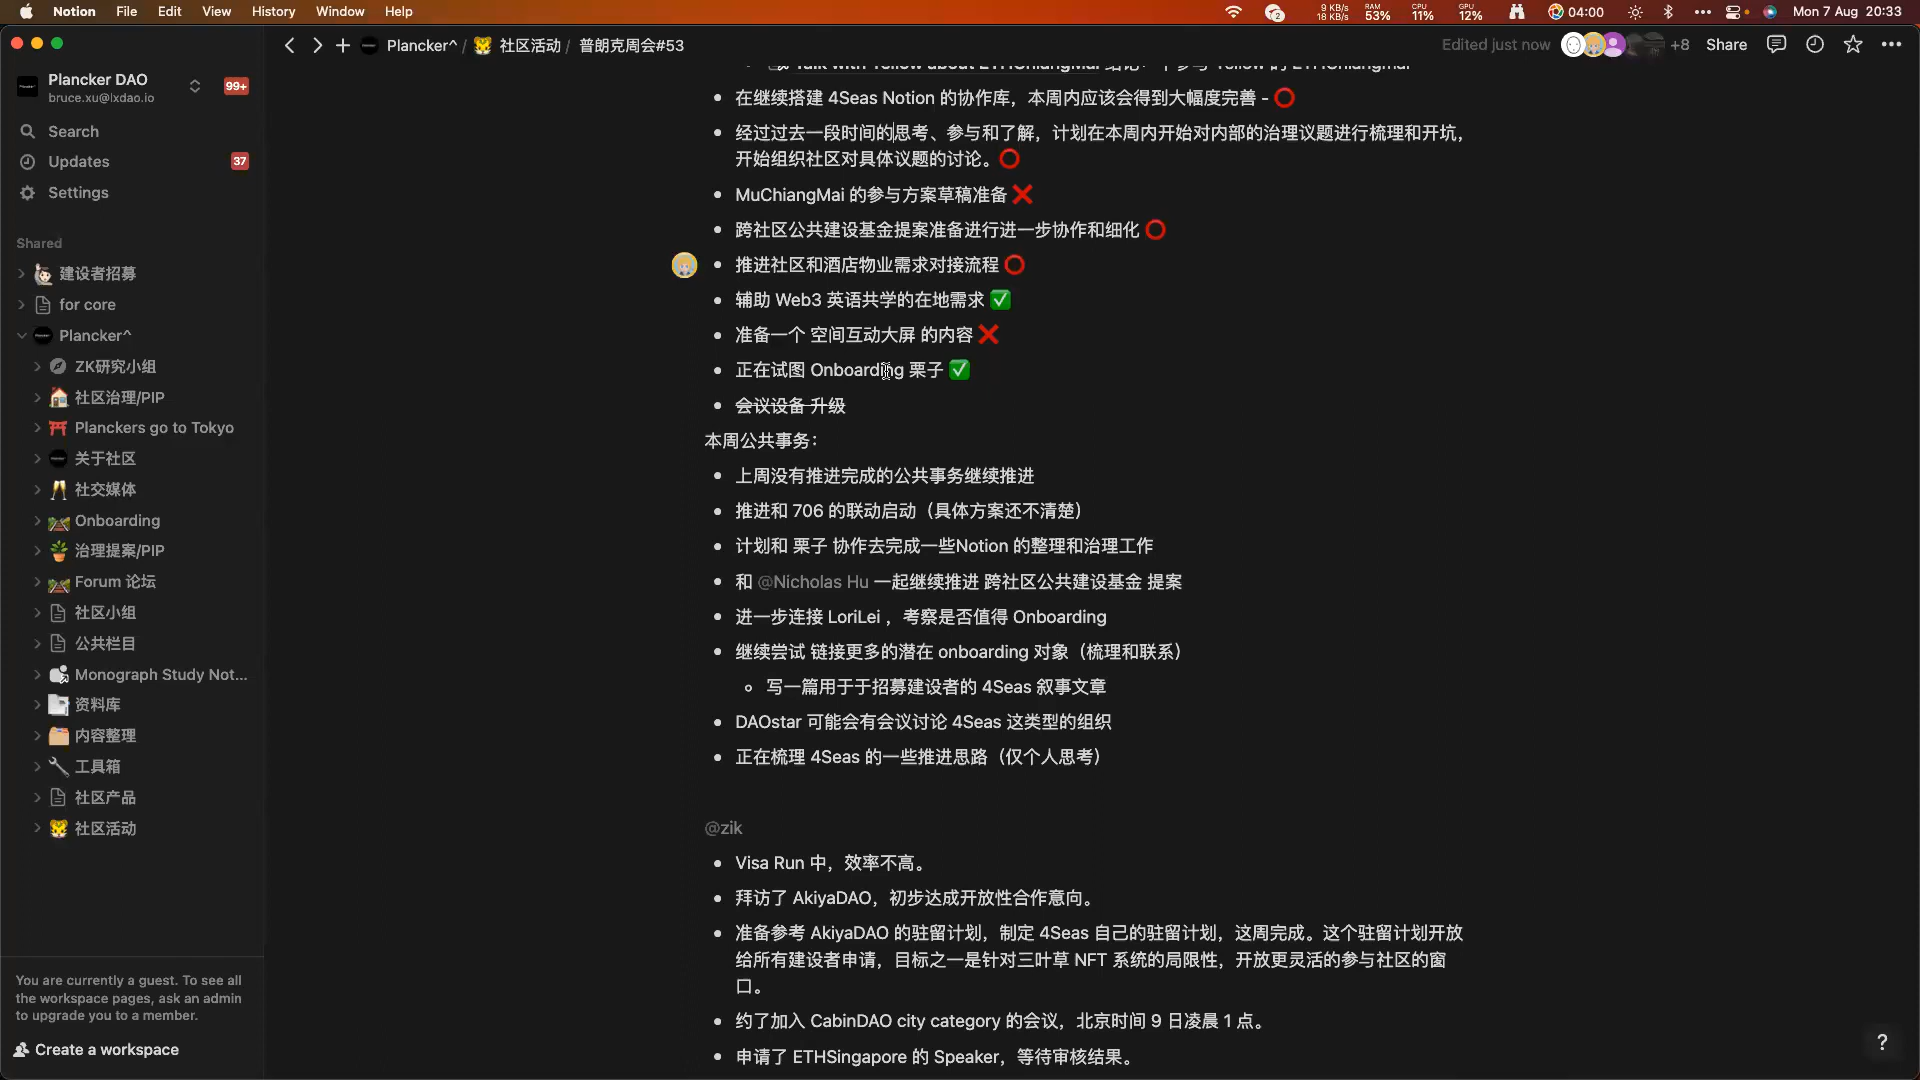 Notion File Edit View History Window Help
2
9 KB/s
18 KB/s
RAM
53%
CPU
11%
GPU
12%
04:00
Mon 7 Aug 20:33
Plancker^ / 社区活动 / 普朗克周会#53
Edited just now
+8
Share
Plancker DAO
bruce.xu@lxdao.io
99+
Search
Updates
37
Settings
Shared
建设者招募
for core
Plancker^
ZK研究小组
社区治理/PIP
Planckers go to Tokyo
关于社区
社交媒体
Onboarding
治理提案/PIP
Forum 论坛
社区小组
公共栏目
Monograph Study Not...
资料库
内容整理
工具箱
社区产品
社区活动
You are currently a guest. To see all
the workspace pages, ask an admin
to upgrade you to a member.
Create a workspace
在继续搭建 4Seas Notion 的协作库，本周内应该会得到大幅度完善 - ⭕
经过过去一段时间的思考、参与和了解，计划在本周内开始对内部的治理议题进行梳理和开坑，
开始组织社区对具体议题的讨论。⭕
MuChiangMai 的参与方案草稿准备 ❌
跨社区公共建设基金提案准备进行进一步协作和细化 ⭕
推进社区和酒店物业需求对接流程 ⭕
辅助 Web3 英语共学的在地需求 ✅
准备一个 空间互动大屏 的内容 ❌
正在试图 Onboarding 栗子 ✅
会议设备 升级
本周公共事务：
上周没有推进完成的公共事务继续推进
推进和 706 的联动启动（具体方案还不清楚）
计划和 栗子 协作去完成一些Notion 的整理和治理工作
和 @Nicholas Hu 一起继续推进 跨社区公共建设基金 提案
进一步连接 LoriLei ，考察是否值得 Onboarding
继续尝试 链接更多的潜在 onboarding 对象（梳理和联系）
写一篇用于于招募建设者的 4Seas 叙事文章
DAOstar 可能会有会议讨论 4Seas 这类型的组织
正在梳理 4Seas 的一些推进思路（仅个人思考）
@zik
Visa Run 中，效率不高。
拜访了 AkiyaDAO，初步达成开放性合作意向。
准备参考 AkiyaDAO 的驻留计划，制定 4Seas 自己的驻留计划，这周完成。这个驻留计划开放
给所有建设者申请，目标之一是针对三叶草 NFT 系统的局限性，开放更灵活的参与社区的窗
口。
约了加入 CabinDAO city category 的会议，北京时间 9 日凌晨 1 点。
申请了 ETHSingapore 的 Speaker，等待审核结果。
?